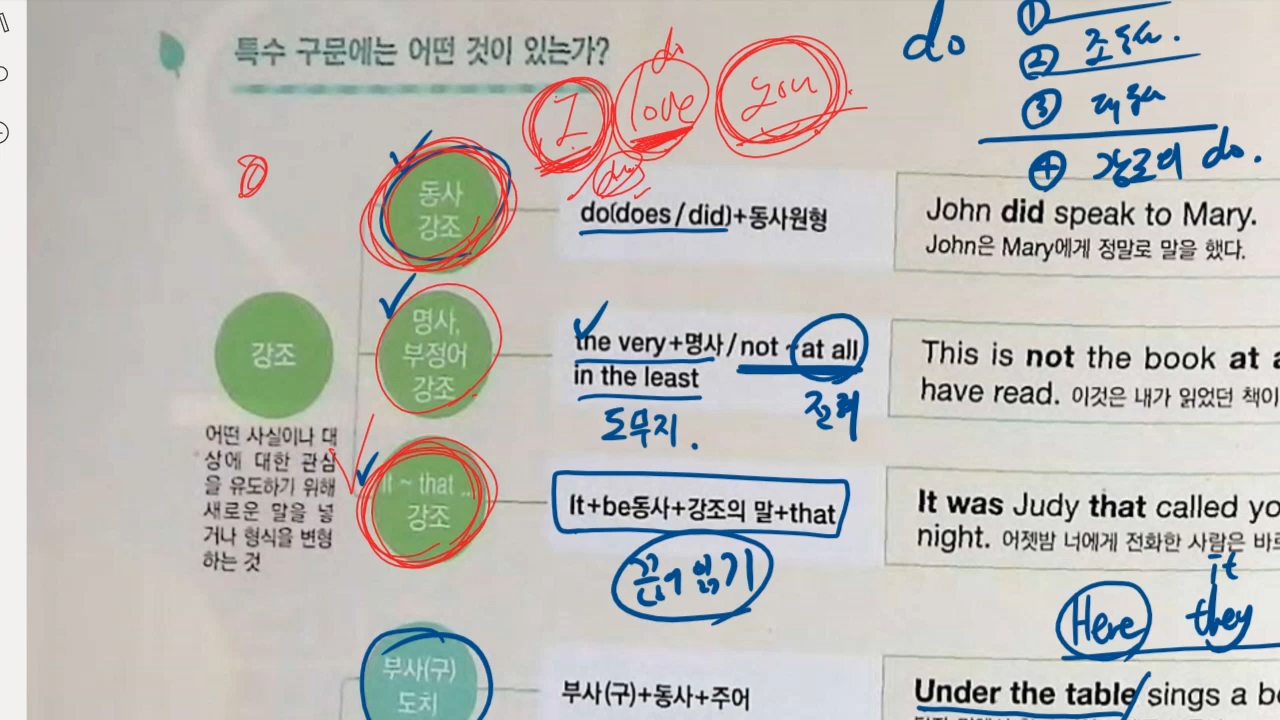 특수 구문에는 어떤 것이 있는가?
do
①
② 조동사.
③ 대동사
④ 강조의 do.
do
I love you.
동사
강조
do(does/did)+동사원형
John did speak to Mary.
John은 Mary에게 정말로 말을 했다.
강조
어떤 사실이나 대
상에 대한 관심
을 유도하기 위해
새로운 말을 넣
거나 형식을 변형
하는 것
명사,
부정어
강조
the very+명사/not ~at all
in the least
도무지.
전혀
This is not the book at a
have read. 이것은 내가 읽었던 책이
It ~ that ...
강조
It+be동사+강조의 말+that
끊어 읽기
It was Judy that called yo
night. 어젯밤 너에게 전화한 사람은 바로
it
Here they
부사(구)
도치
부사(구)+동사+주어
Under the table sings a b